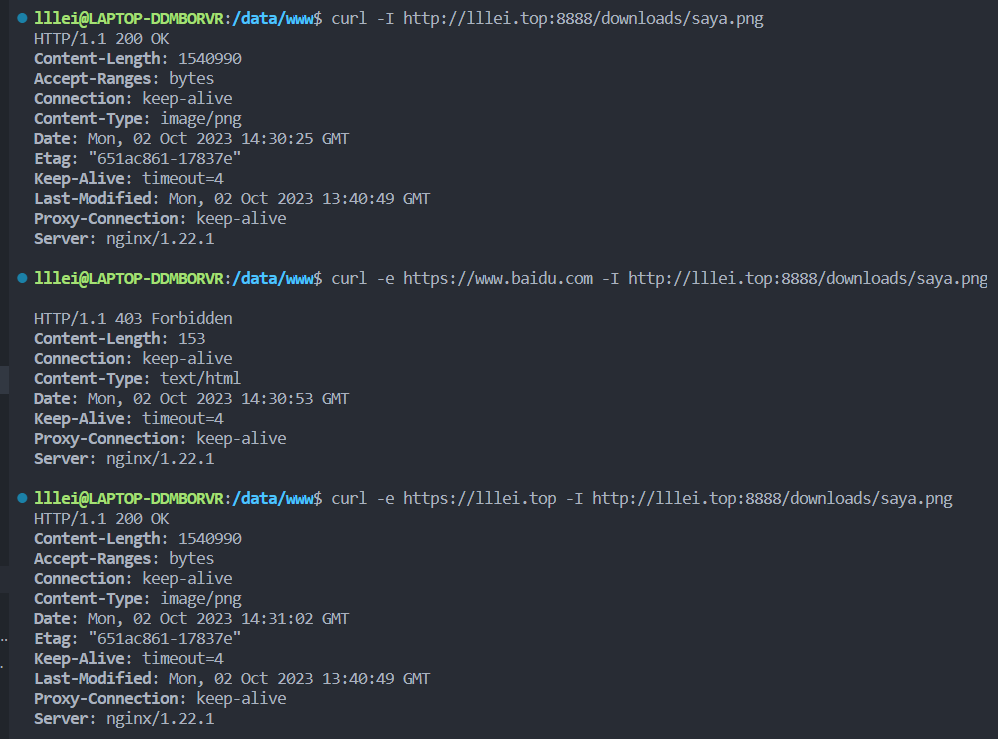 lllei@LAPTOP-DDMBORVR:/data/www$ curl -I http://lllei.top:8888/downloads/saya.png
HTTP/1.1 200 OK
Content-Length: 1540990
Accept-Ranges: bytes
Connection: keep-alive
Content-Type: image/png
Date: Mon, 02 Oct 2023 14:30:25 GMT
Etag: "651ac861-17837e"
Keep-Alive: timeout=4
Last-Modified: Mon, 02 Oct 2023 13:40:49 GMT
Proxy-Connection: keep-alive
Server: nginx/1.22.1
lllei@LAPTOP-DDMBORVR:/data/www$ curl -e https://www.baidu.com -I http://lllei.top:8888/downloads/saya.png
HTTP/1.1 403 Forbidden
Content-Length: 153
Connection: keep-alive
Content-Type: text/html
Date: Mon, 02 Oct 2023 14:30:53 GMT
Keep-Alive: timeout=4
Proxy-Connection: keep-alive
Server: nginx/1.22.1
lllei@LAPTOP-DDMBORVR:/data/www$ curl -e https://lllei.top -I http://lllei.top:8888/downloads/saya.png
HTTP/1.1 200 OK
Content-Length: 1540990
Accept-Ranges: bytes
Connection: keep-alive
Content-Type: image/png
Date: Mon, 02 Oct 2023 14:31:02 GMT
Etag: "651ac861-17837e"
Keep-Alive: timeout=4
Last-Modified: Mon, 02 Oct 2023 13:40:49 GMT
Proxy-Connection: keep-alive
Server: nginx/1.22.1